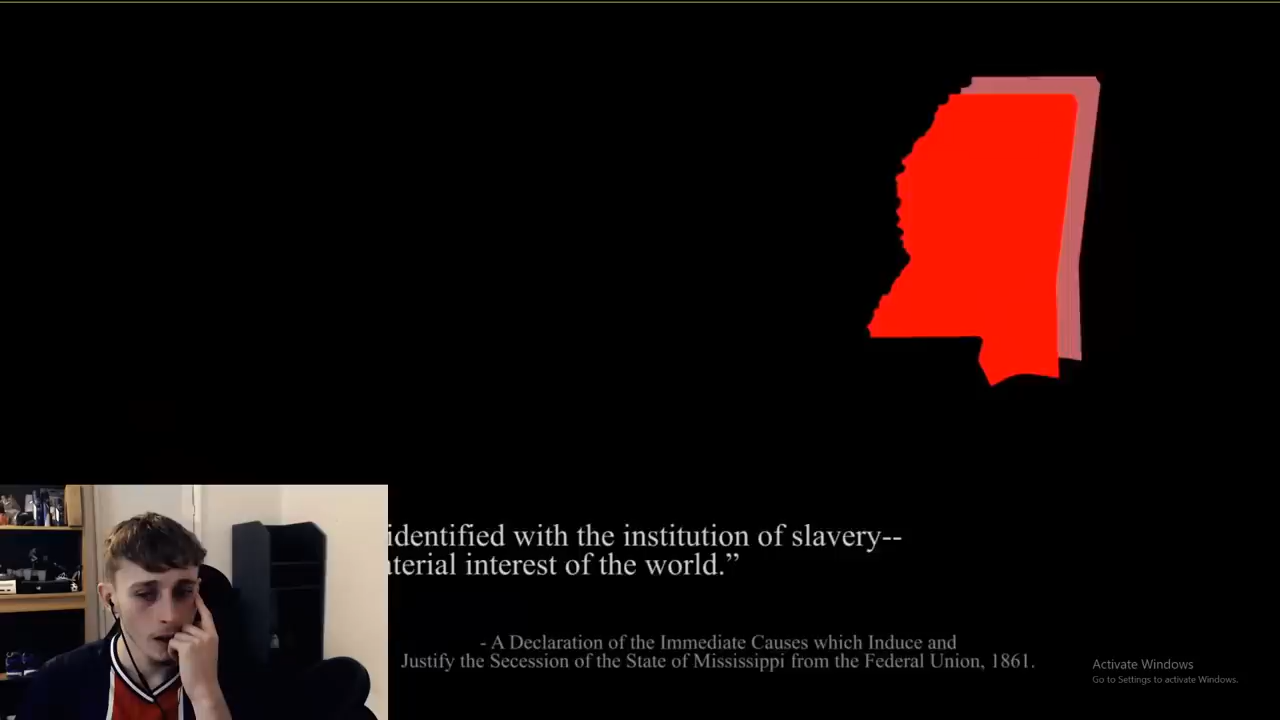 identified with the institution of slavery--
terial interest of the world.”
- A Declaration of the Immediate Causes which Induce and
Justify the Secession of the State of Mississippi from the Federal Union, 1861.
Activate Windows
Go to Settings to activate Windows.